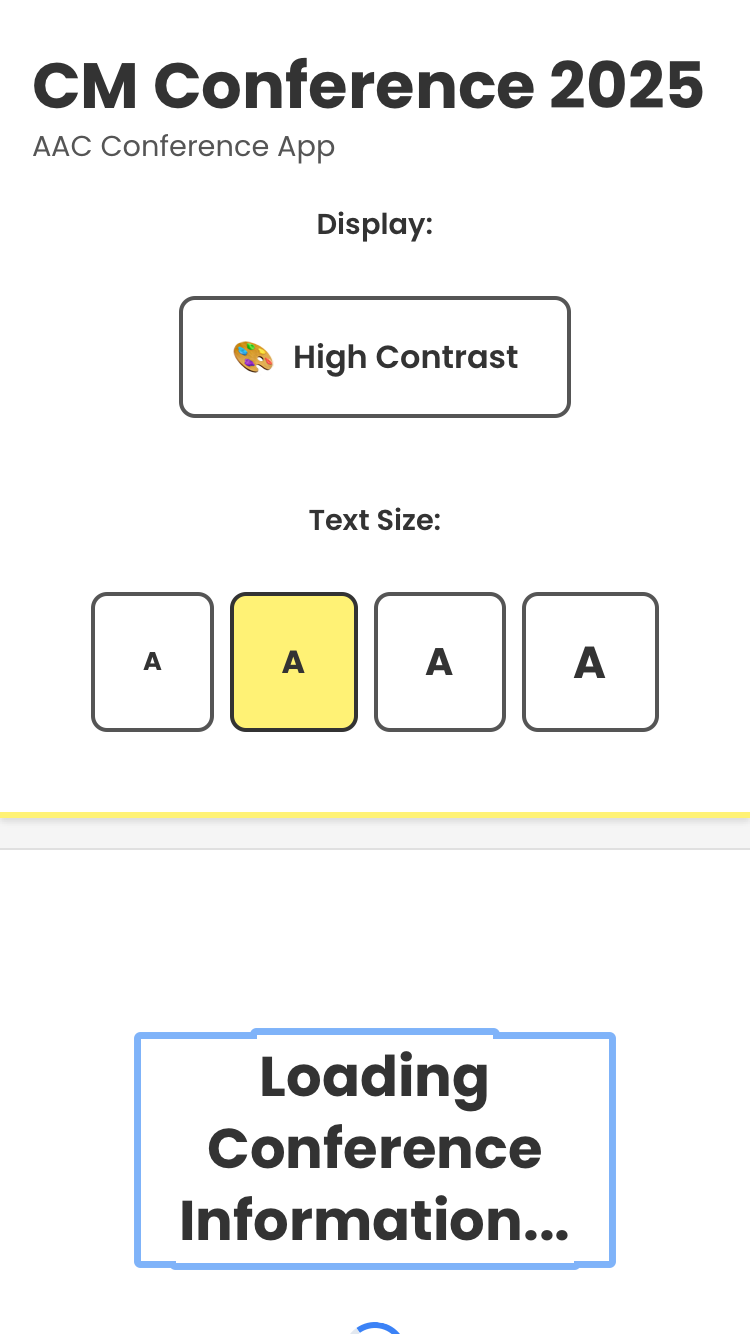 CM Conference 2025
AAC Conference App
Display:
🎨 High Contrast
Text Size:
A A A A
Loading
Conference
Information...